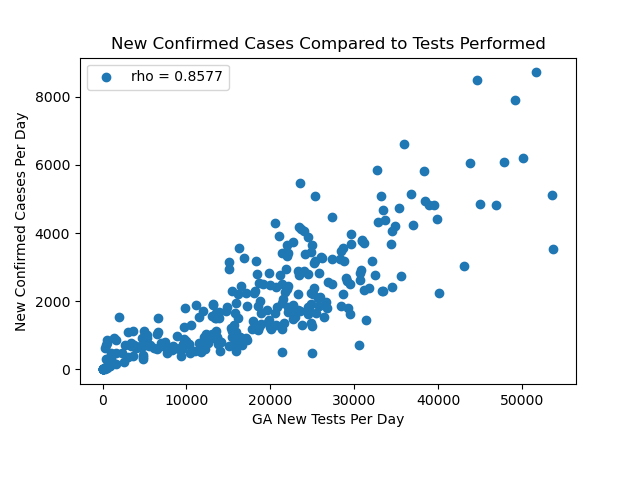 New Confirmed Cases Compared to Tests Performed
rho = 0.8577
New Confirmed Caeses Per Day
8000
6000
4000
2000
0
0 10000 20000 30000 40000 50000
GA New Tests Per Day